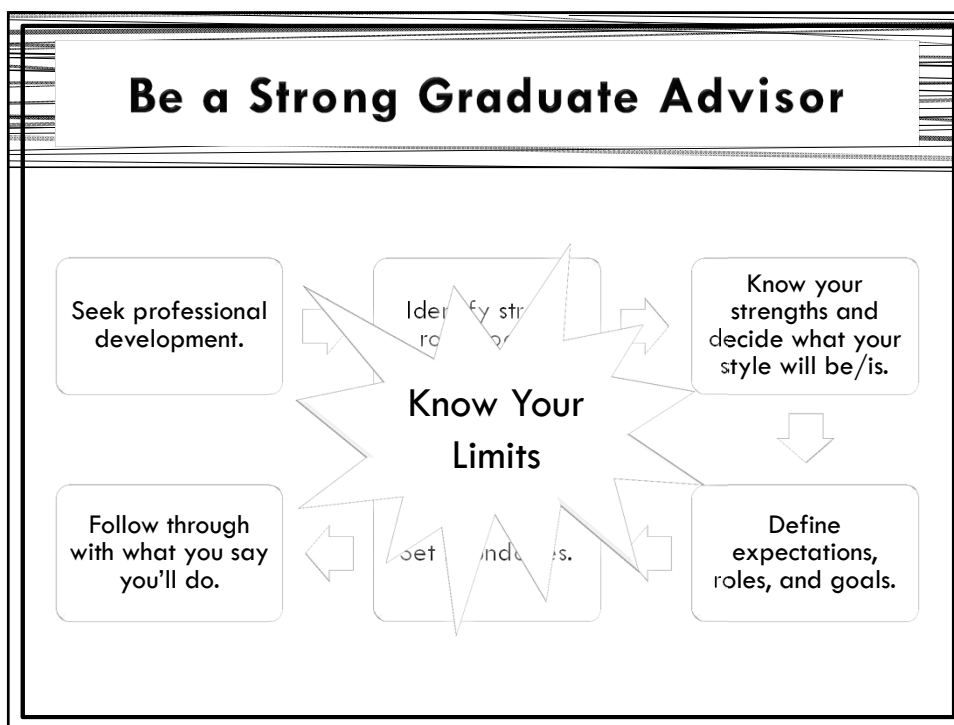 Be a Strong Graduate Advisor
Seek professional
development.
Know your
strengths and
decide what your
style will be/is.
Know Your
Limits
Define
expectations,
roles, and goals.
Set
Follow through
with what you say
you'll do.